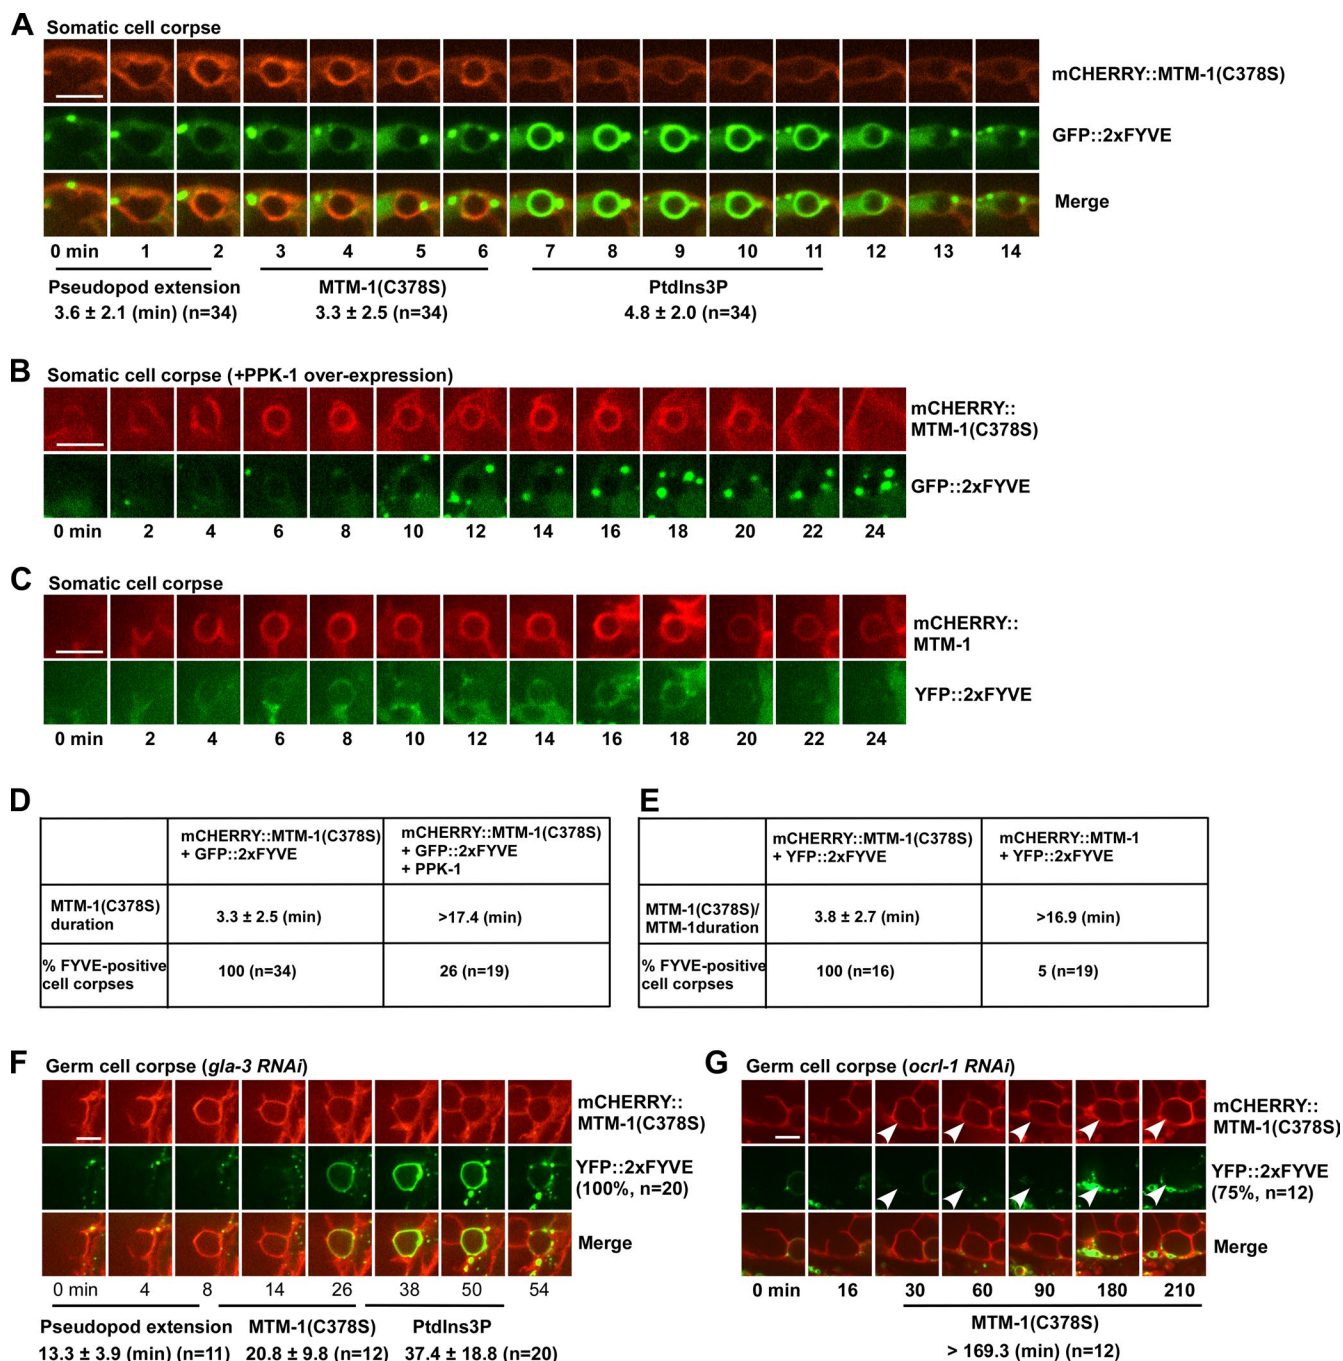 A Somatic cell corpse
mCHERRY::MTM-1(C378S)
GFP::2xFYVE
Merge
0 min 1 2 3 4 5 6 7 8 9 10 11 12 13 14
Pseudopod extension MTM-1(C378S) PtdIns3P
3.6 ± 2.1 (min) (n=34) 3.3 ± 2.5 (n=34) 4.8 ± 2.0 (n=34)
B Somatic cell corpse (+PPK-1 over-expression)
mCHERRY::
MTM-1(C378S)
GFP::2xFYVE
0 min 2 4 6 8 10 12 14 16 18 20 22 24
C Somatic cell corpse
mCHERRY::
MTM-1
YFP::2xFYVE
0 min 2 4 6 8 10 12 14 16 18 20 22 24
D
mCHERRY::MTM-1(C378S)
+ GFP::2xFYVE
mCHERRY::MTM-1(C378S)
+ GFP::2xFYVE
+ PPK-1
MTM-1(C378S)
duration
3.3 ± 2.5 (min)
>17.4 (min)
% FYVE-positive
cell corpses
100 (n=34)
26 (n=19)
E
mCHERRY::MTM-1(C378S)
+ YFP::2xFYVE
mCHERRY::MTM-1
+ YFP::2xFYVE
MTM-1(C378S)/
MTM-1duration
3.8 ± 2.7 (min)
>16.9 (min)
% FYVE-positive
cell corpses
100 (n=16)
5 (n=19)
F Germ cell corpse (gla-3 RNAi)
mCHERRY::
MTM-1(C378S)
YFP::2xFYVE
(100%, n=20)
Merge
0 min 4 8 14 26 38 50 54
Pseudopod extension MTM-1(C378S) PtdIns3P
13.3 ± 3.9 (min) (n=11) 20.8 ± 9.8 (n=12) 37.4 ± 18.8 (n=20)
G Germ cell corpse (ocrl-1 RNAi)
mCHERRY::
MTM-1(C378S)
YFP::2xFYVE
(75%, n=12)
Merge
0 min 16 30 60 90 180 210
MTM-1(C378S)
> 169.3 (min) (n=12)